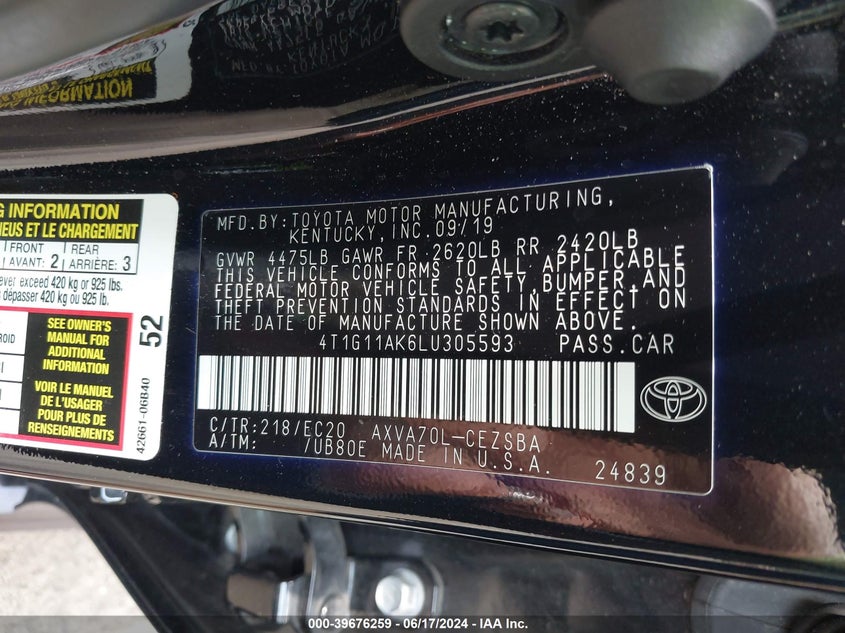 G INFORMATION
NEUS ET LE CHARGEMENT
FRONT REAR
AVANT: 2 ARRIÈRE: 3
ever exceed 420 kg or 925 lbs.
dépasser 420 kg ou 925 lb.
SEE OWNER'S
MANUAL FOR
ADDITIONAL
INFORMATION
VOIR LE MANUEL
DE L'USAGER
POUR PLUS DE
RENSEIGNEMENTS
52
42661-06B40
MFD.BY:TOYOTA MOTOR MANUFACTURING,
KENTUCKY, INC.09/19
GVWR 4475LB GAWR FR 2620LB RR 2420LB
THIS VEHICLE CONFORMS TO ALL APPLICABLE
FEDERAL MOTOR VEHICLE SAFETY, BUMPER, AND
THEFT PREVENTION STANDARDS IN EFFECT ON
THE DATE OF MANUFACTURE SHOWN ABOVE.
4T1G11AK6LU305593 PASS.CAR
C/TR:218/EC20 AXVA70L-CEZSBA
A/TM: /UB80E MADE IN U.S.A.
24839
000-39676259 - 06/17/2024 - IAA Inc.